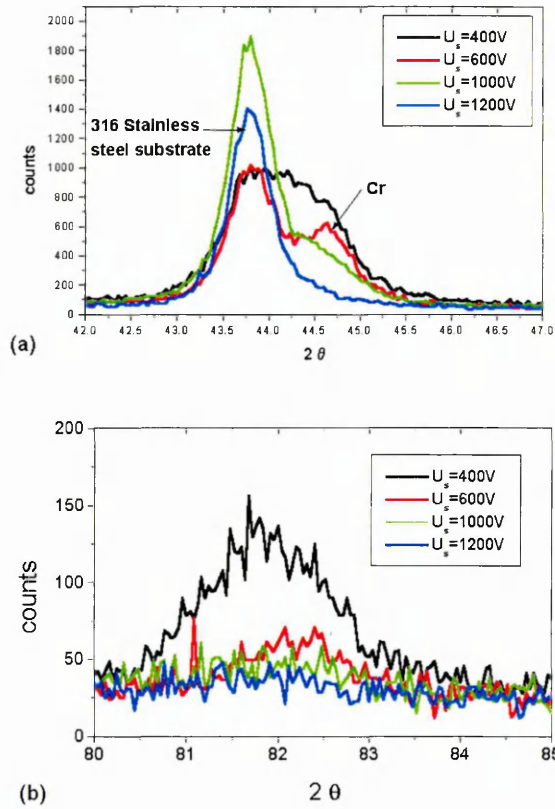 2000
1800
1600
1400
1200
1000
800
600
400
200
0
counts
316 Stainless
steel substrate
Cr
U_s=400V
U_s=600V
U_s=1000V
U_s=1200V
42.0 42.5 43.0 43.5 44.0 44.5 45.0 45.5 46.0 46.5 47.0
2 θ
(a)
200
150
100
50
0
counts
U_s=400V
U_s=600V
U_s=1000V
U_s=1200V
80 81 82 83 84 85
2 θ
(b)